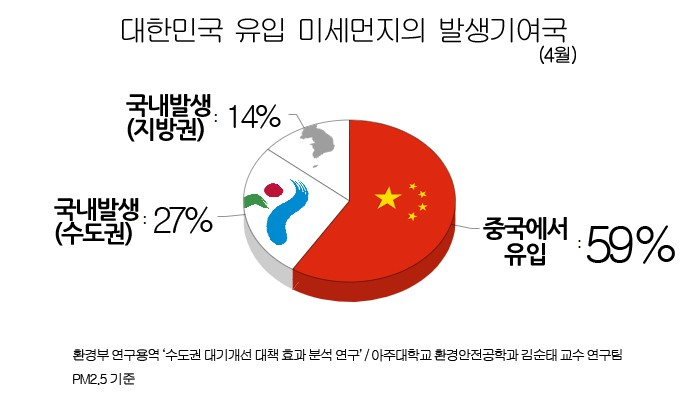 대한민국 유입 미세먼지의 발생기여국
(4월)
국내발생
(지방권) : 14%
국내발생
(수도권) : 27%
중국에서
유입 : 59%
환경부 연구용역 ‘수도권 대기개선 대책 효과 분석 연구’ / 아주대학교 환경안전공학과 김순태 교수 연구팀
PM2.5 기준